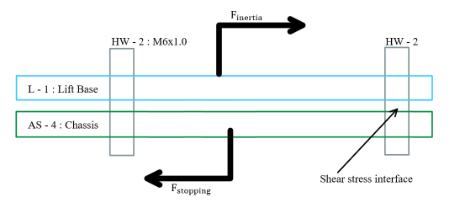 F_inertia
HW - 2 : M6x1.0
HW - 2
L - 1 : Lift Base
AS - 4 : Chassis
F_stopping
Shear stress interface